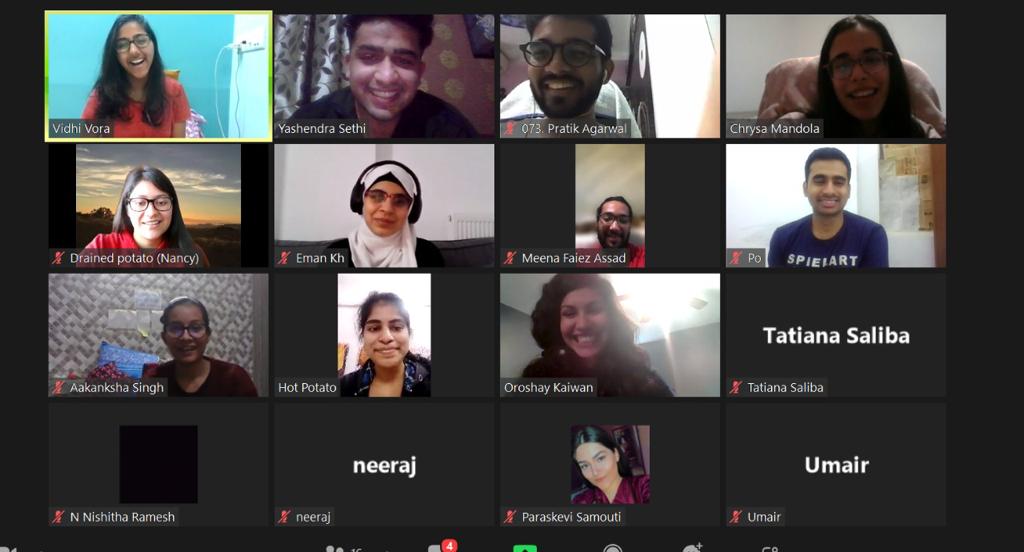 Vidhi Vora
Yashendra Sethi
073. Pratik Agarwal
Chrysa Mandola
Drained potato (Nancy)
Eman Kh
Meena Faiez Assad
Po
SPIELART
Aakanksha Singh
Hot Potato
Oroshay Kaiwan
Tatiana Saliba
Tatiana Saliba
N Nishitha Ramesh
neeraj
neeraj
Paraskevi Samouti
Umair
Umair
4